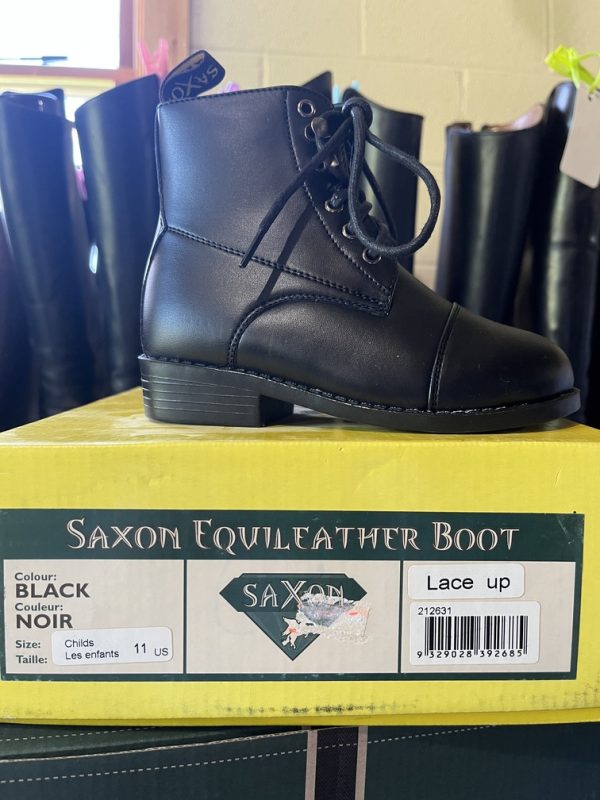 SAXON
SAXON EQUILEATHER BOOT
Colour:
BLACK
Couleur:
NOIR
Size:
Taille:
Childs
Les enfants 11 US
SAXON
Lace up
212631
9 329028 392685